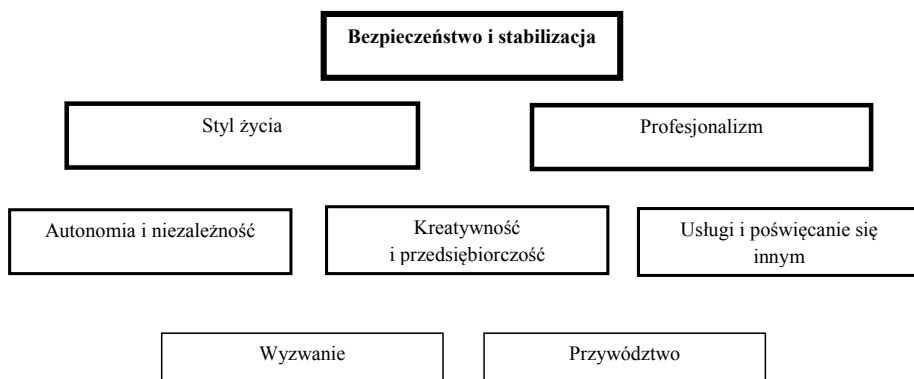 Bezpieczeństwo i stabilizacja
Styl życia
Profesjonalizm
Autonomia i niezależność
Kreatywność
i przedsiębiorczość
Usługi i poświęcanie się
innym
Wyzwanie
Przywództwo